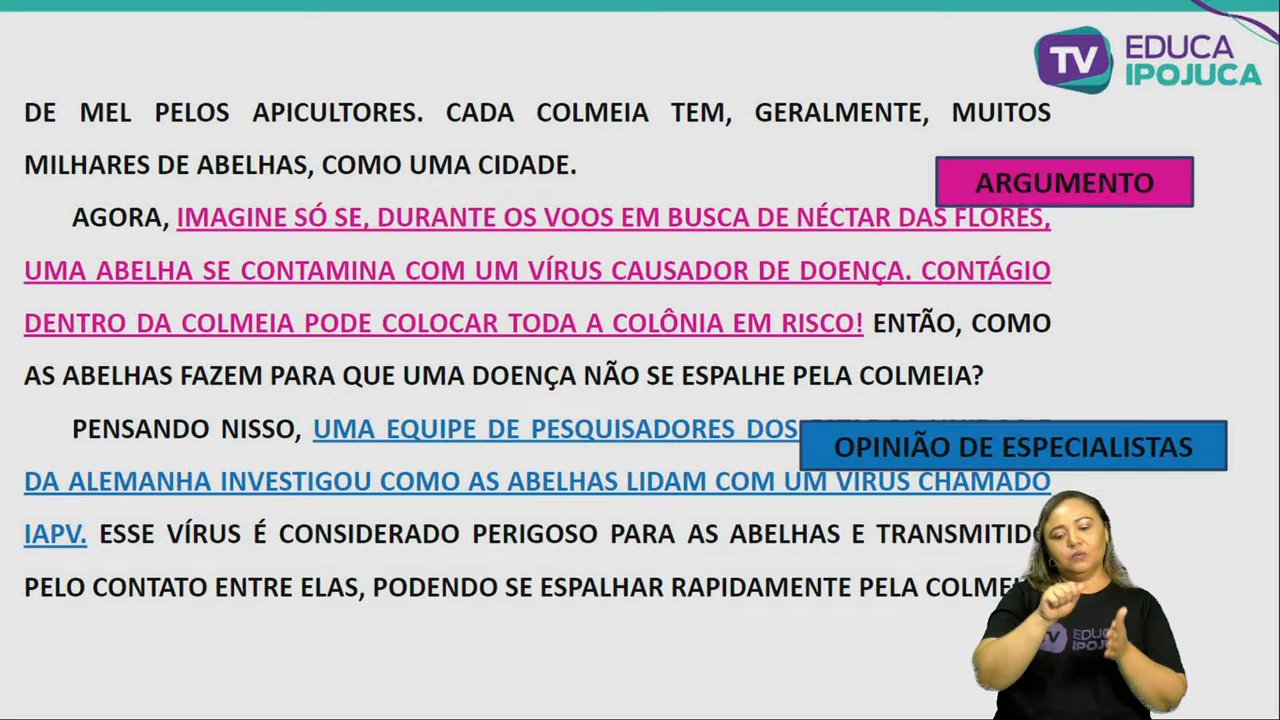 TV EDUCA
IPOJUCA
DE MEL PELOS APICULTORES. CADA COLMEIA TEM, GERALMENTE, MUITOS
MILHARES DE ABELHAS, COMO UMA CIDADE.
ARGUMENTO
AGORA, IMAGINE SÓ SE, DURANTE OS VOOS EM BUSCA DE NÉCTAR DAS FLORES,
UMA ABELHA SE CONTAMINA COM UM VÍRUS CAUSADOR DE DOENÇA. CONTÁGIO
DENTRO DA COLMEIA PODE COLOCAR TODA A COLÔNIA EM RISCO! ENTÃO, COMO
AS ABELHAS FAZEM PARA QUE UMA DOENÇA NÃO SE ESPALHE PELA COLMEIA?
PENSANDO NISSO, UMA EQUIPE DE PESQUISADORES DOS
OPINIÃO DE ESPECIALISTAS
DA ALEMANHA INVESTIGOU COMO AS ABELHAS LIDAM COM UM VÍRUS CHAMADO
IAPV. ESSE VÍRUS É CONSIDERADO PERIGOSO PARA AS ABELHAS E TRANSMITIDO
PELO CONTATO ENTRE ELAS, PODENDO SE ESPALHAR RAPIDAMENTE PELA
TV